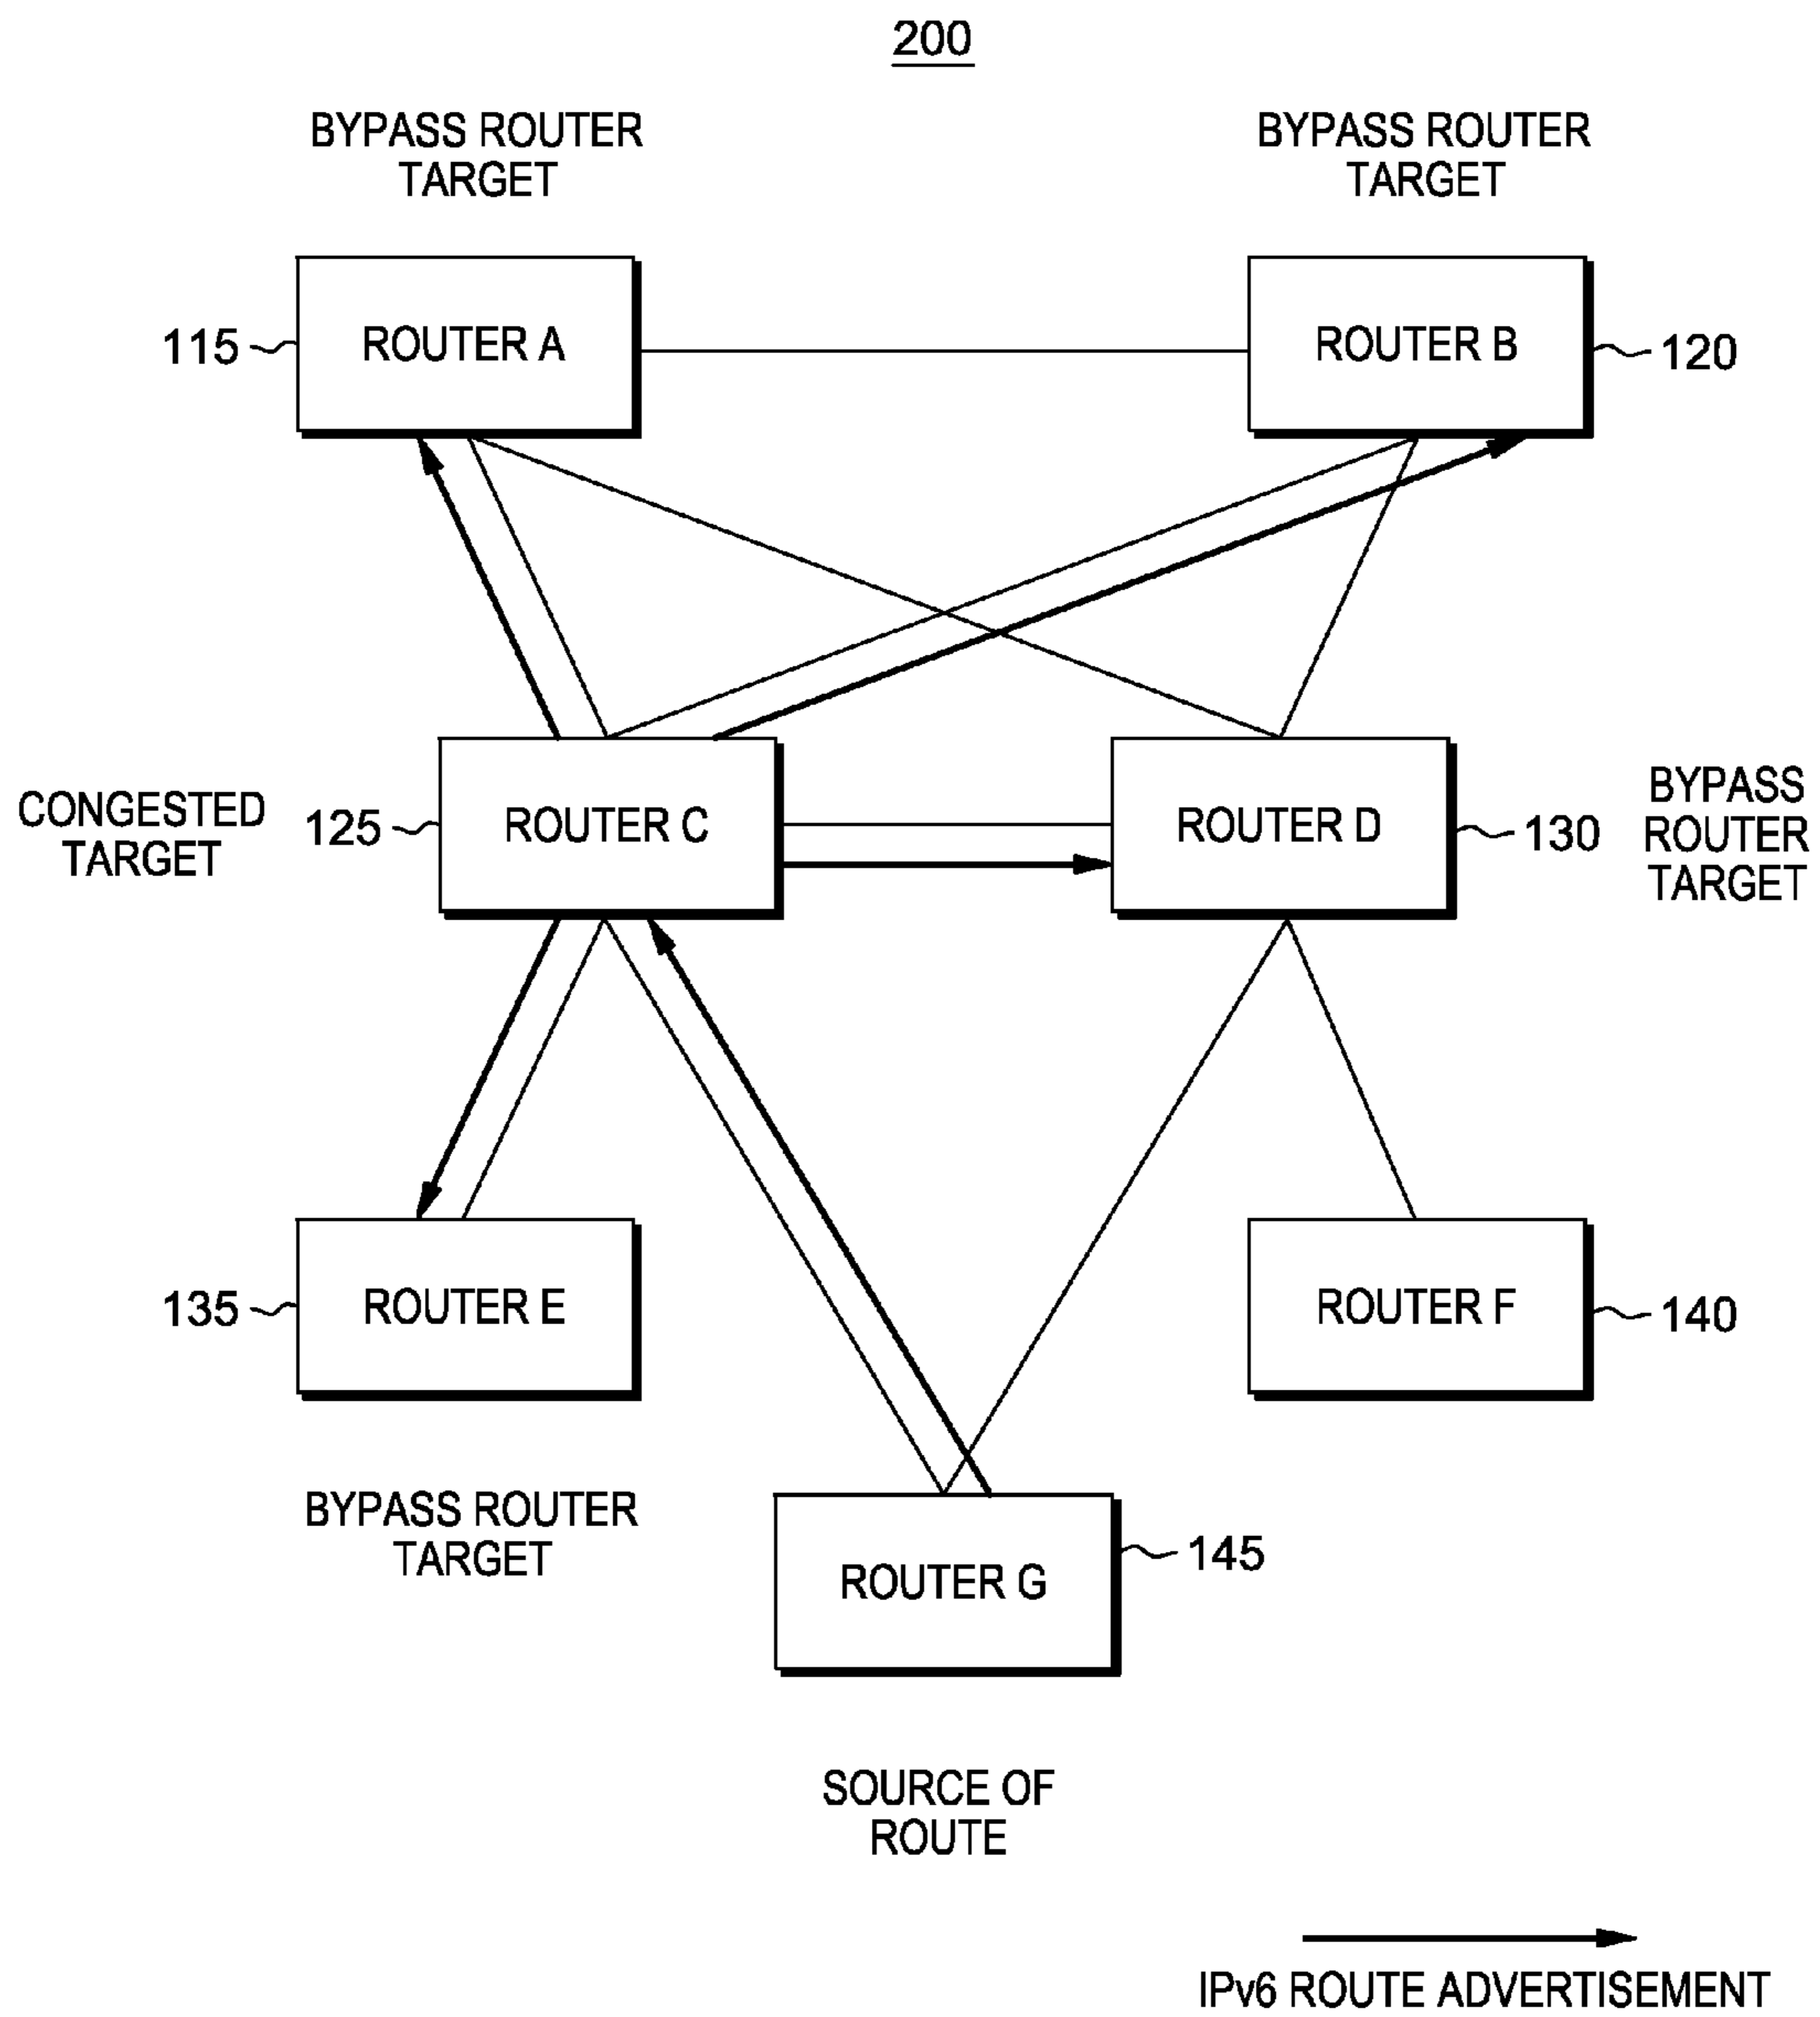 200
BYPASS ROUTER
TARGET
BYPASS ROUTER
TARGET
115
ROUTER A
ROUTER B
120
CONGESTED
TARGET
125
ROUTER C
ROUTER D
130
BYPASS
ROUTER
TARGET
135
ROUTER E
ROUTER F
140
BYPASS ROUTER
TARGET
ROUTER G
145
SOURCE OF
ROUTE
IPv6 ROUTE ADVERTISEMENT